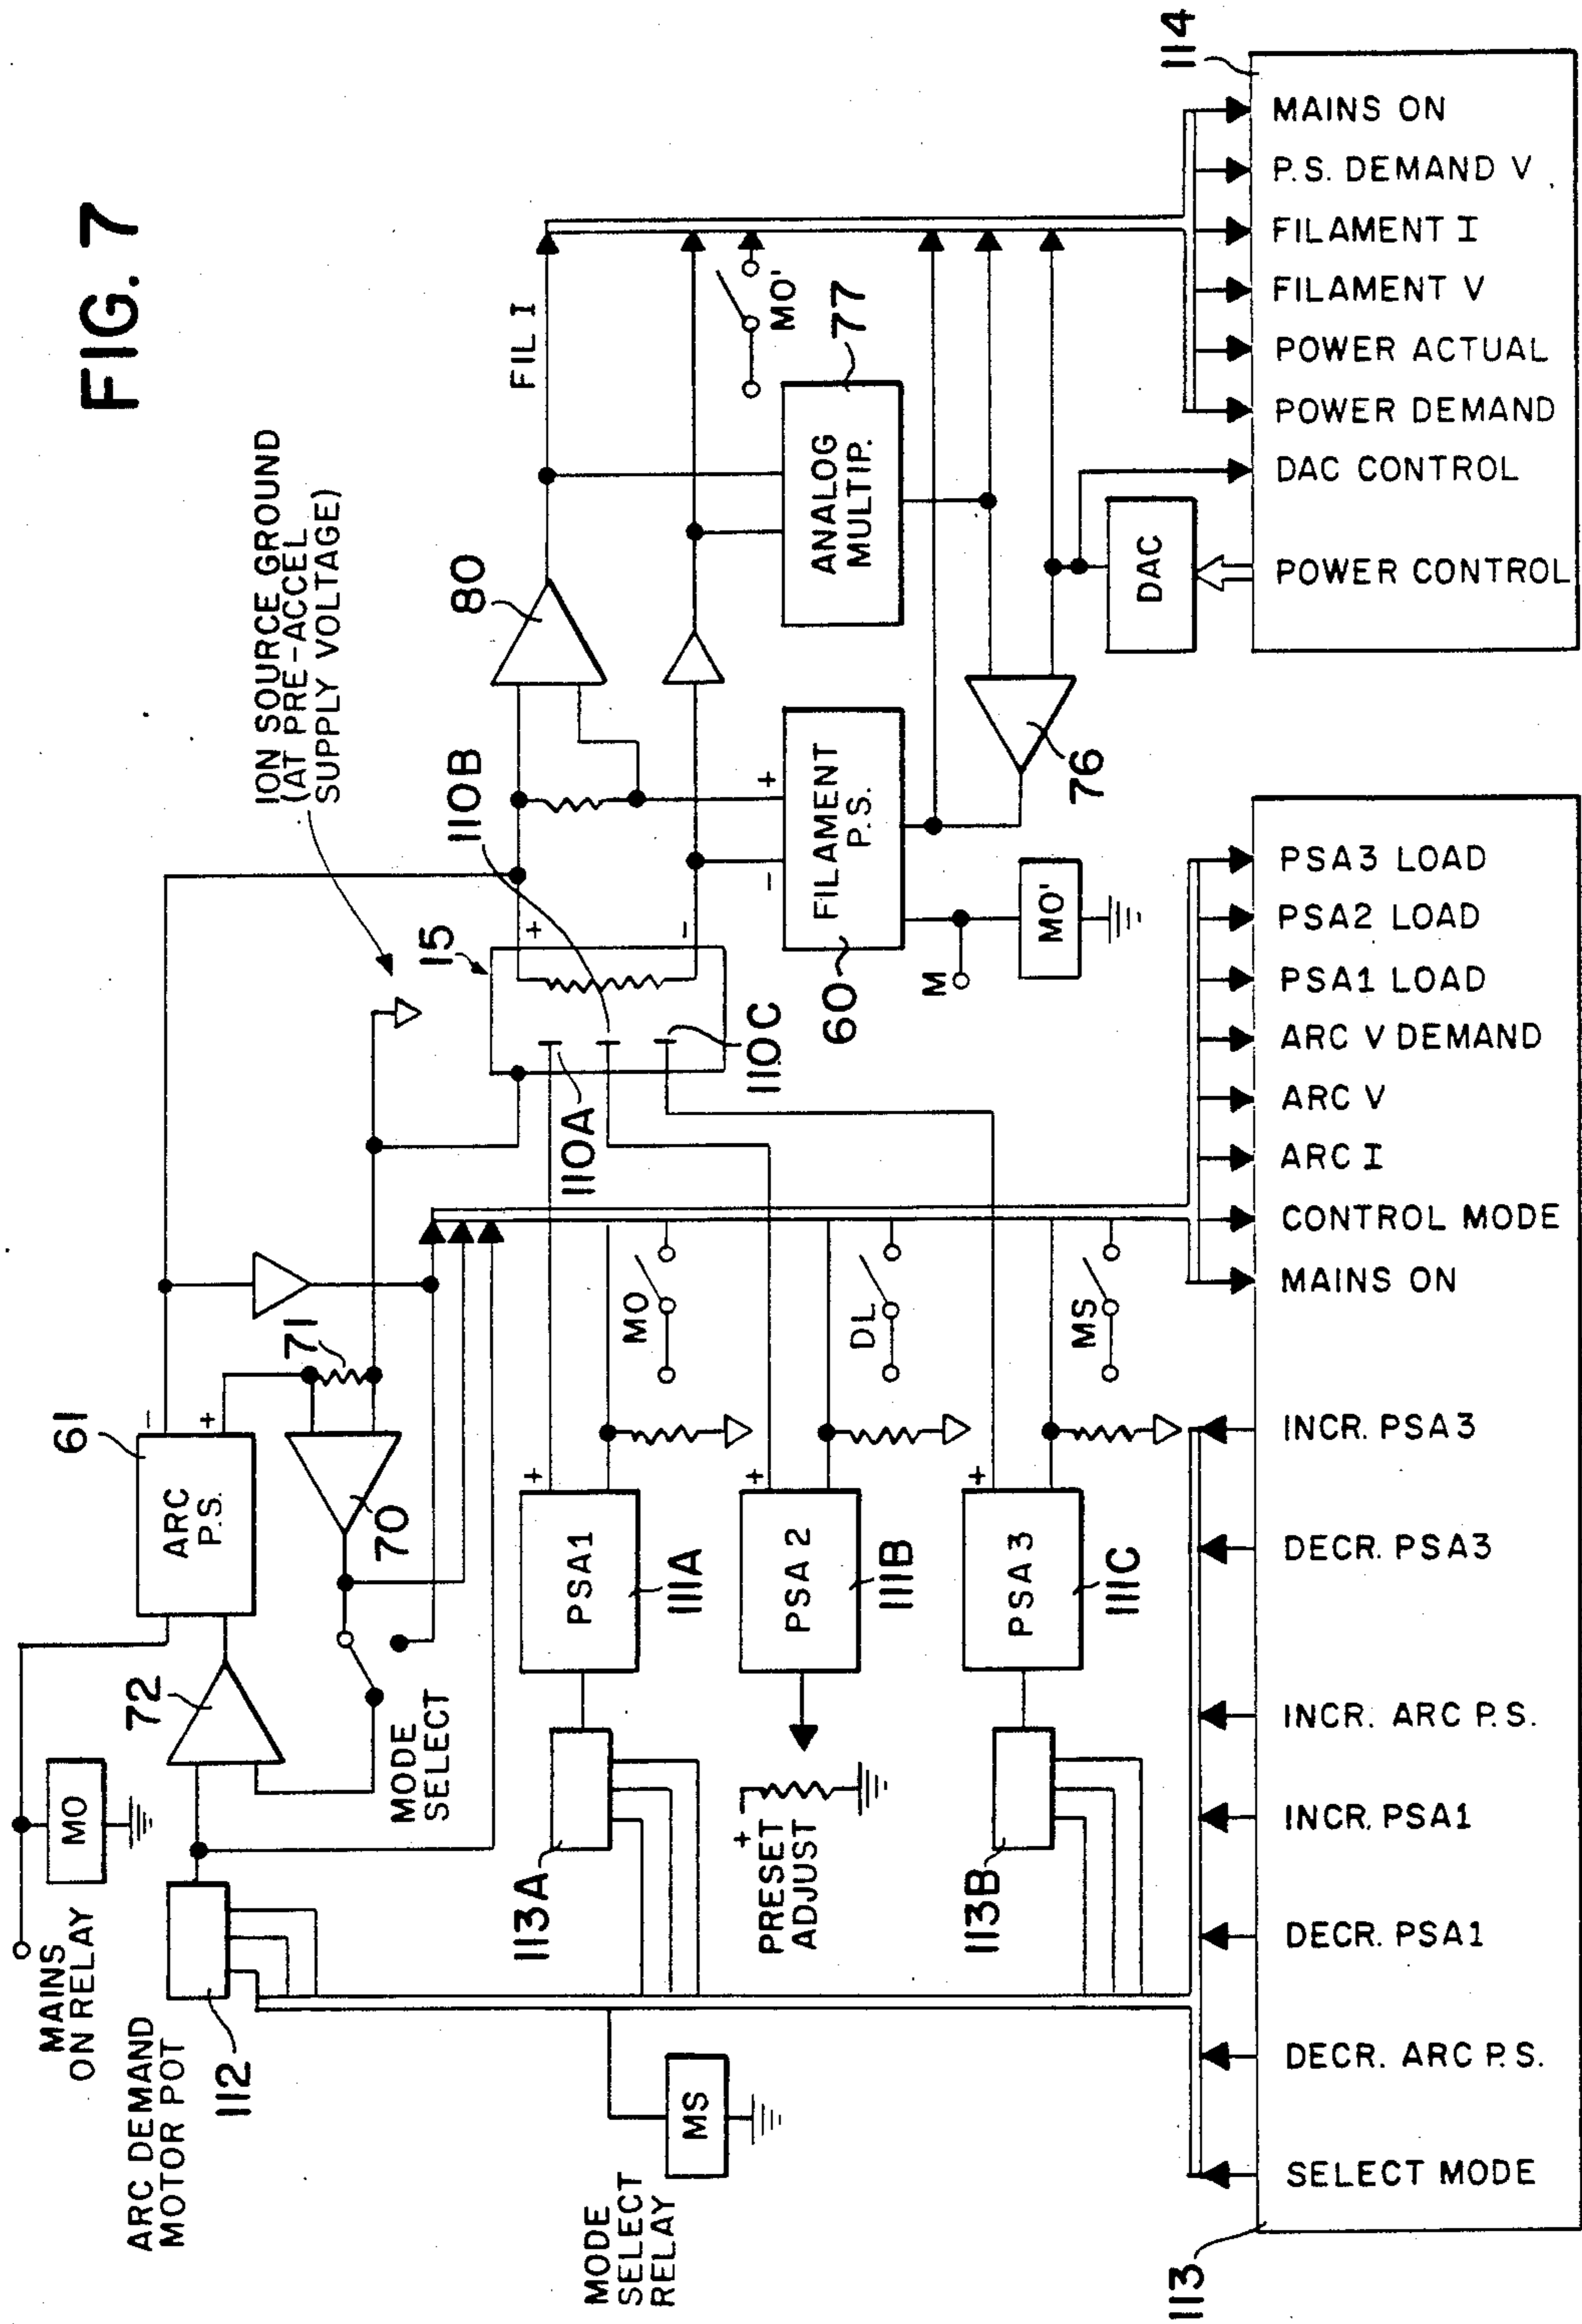 FIG. 7
MAINS
ON RELAY
MO
ARC DEMAND
MOTOR POT
112
72
ARC
P.S.
61
-
+
71
70
MODE
SELECT
ION SOURCE GROUND
(AT PRE-ACCEL
SUPPLY VOLTAGE)
15
+
-
110A
110B
110C
80
FIL I
MO'
ANALOG
MULTIP.
77
FILAMENT
P.S.
-
+
60
M
MO'
76
DAC
MODE
SELECT
RELAY
MS
113A
PSA1
+
111A
MO
PRESET
ADJUST
+
PSA 2
+
111B
DL
113B
PSA 3
+
111C
MS
113
SELECT MODE
DECR. ARC P.S.
DECR. PSA1
INCR. PSA1
INCR. ARC P.S.
DECR. PSA3
INCR. PSA3
MAINS ON
CONTROL MODE
ARC I
ARC V
ARC V DEMAND
PSA1 LOAD
PSA2 LOAD
PSA3 LOAD
114
POWER CONTROL
DAC CONTROL
POWER DEMAND
POWER ACTUAL
FILAMENT V
FILAMENT I
P.S. DEMAND V
MAINS ON